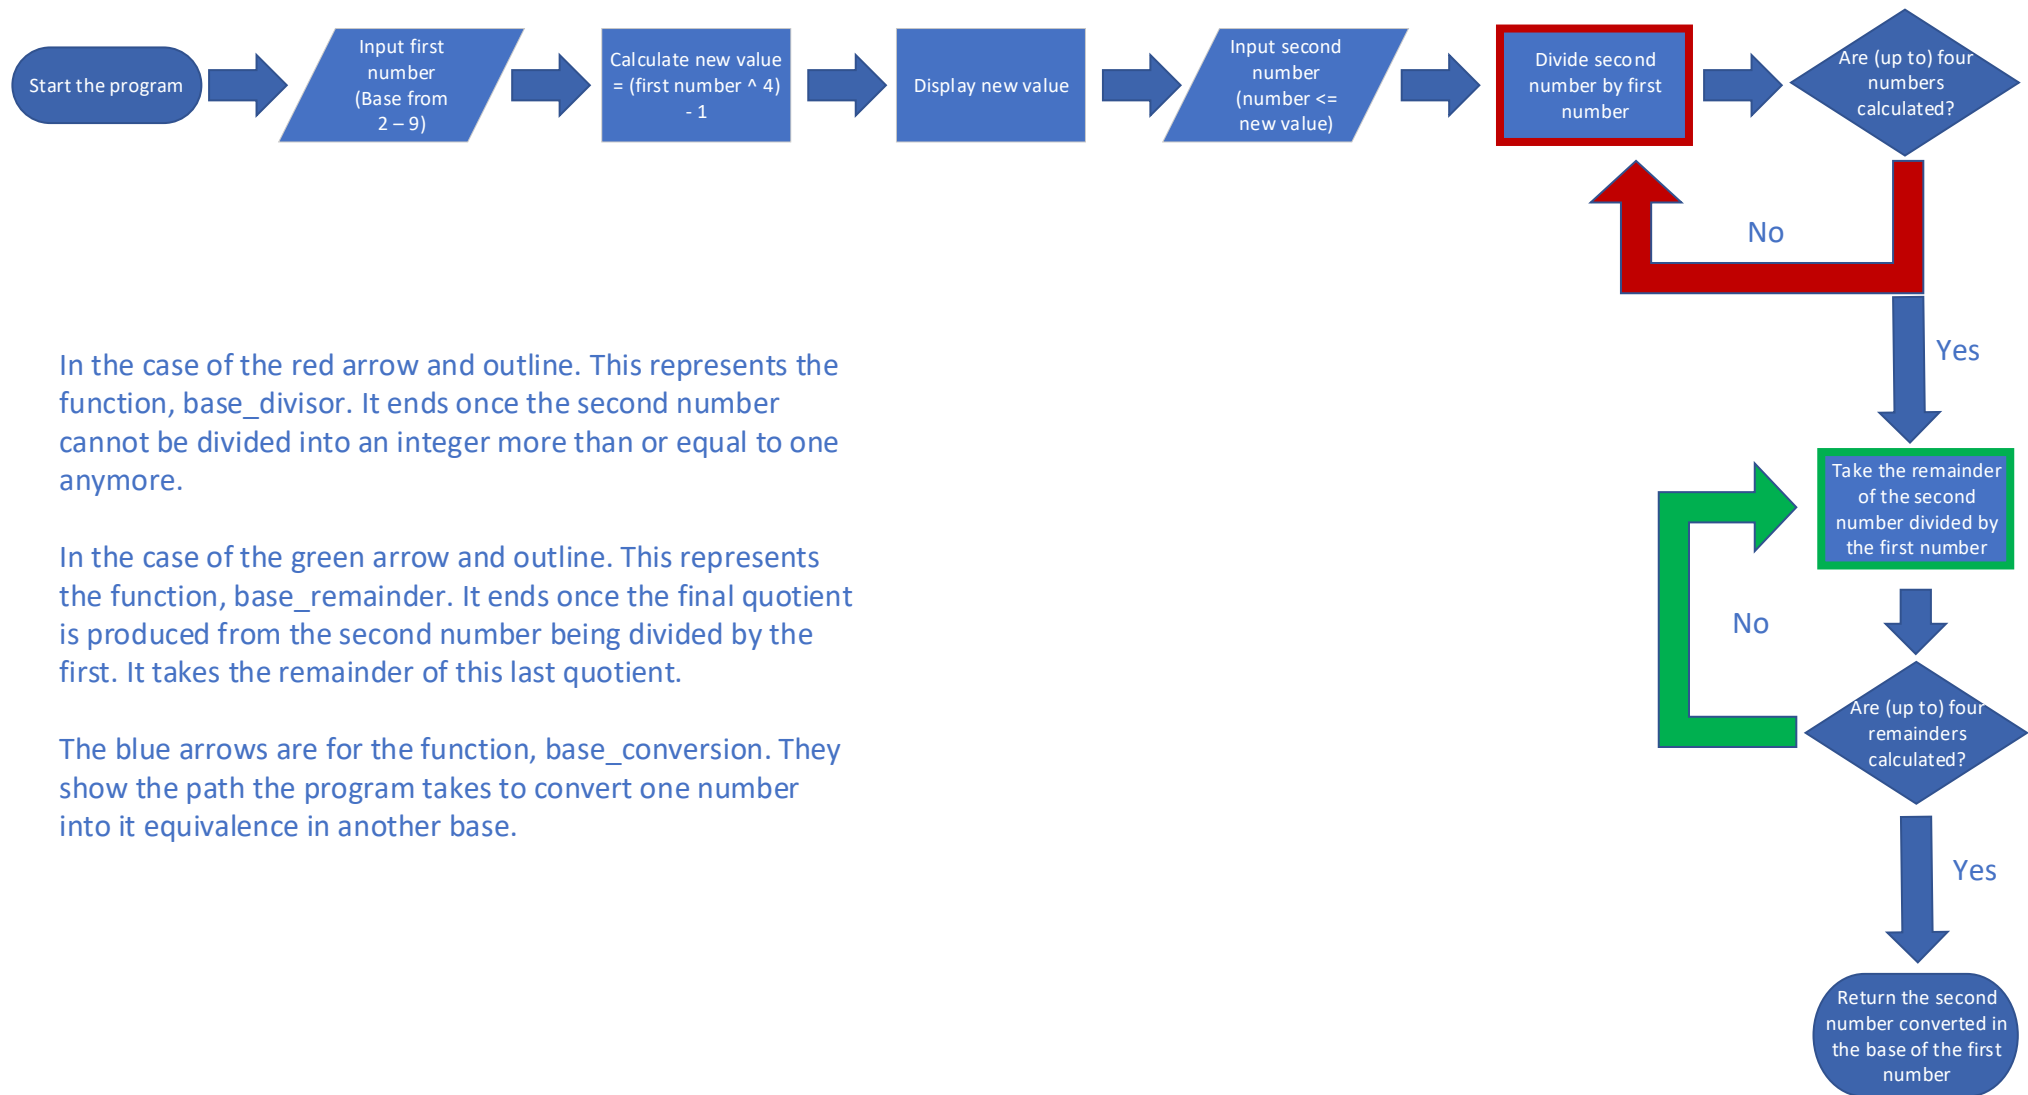 Start the program
Input first
number
(Base from
2 – 9)
Calculate new value
= (first number ^ 4)
- 1
Display new value
Input second
number
(number <=
new value)
Divide second
number by first
number
Are (up to) four
numbers
calculated?
No
Yes
In the case of the red arrow and outline. This represents the
function, base_divisor. It ends once the second number
cannot be divided into an integer more than or equal to one
anymore.
In the case of the green arrow and outline. This represents
the function, base_remainder. It ends once the final quotient
is produced from the second number being divided by the
first. It takes the remainder of this last quotient.
The blue arrows are for the function, base_conversion. They
show the path the program takes to convert one number
into it equivalence in another base.
Take the remainder
of the second
number divided by
the first number
No
Are (up to) four
remainders
calculated?
Yes
Return the second
number converted in
the base of the first
number